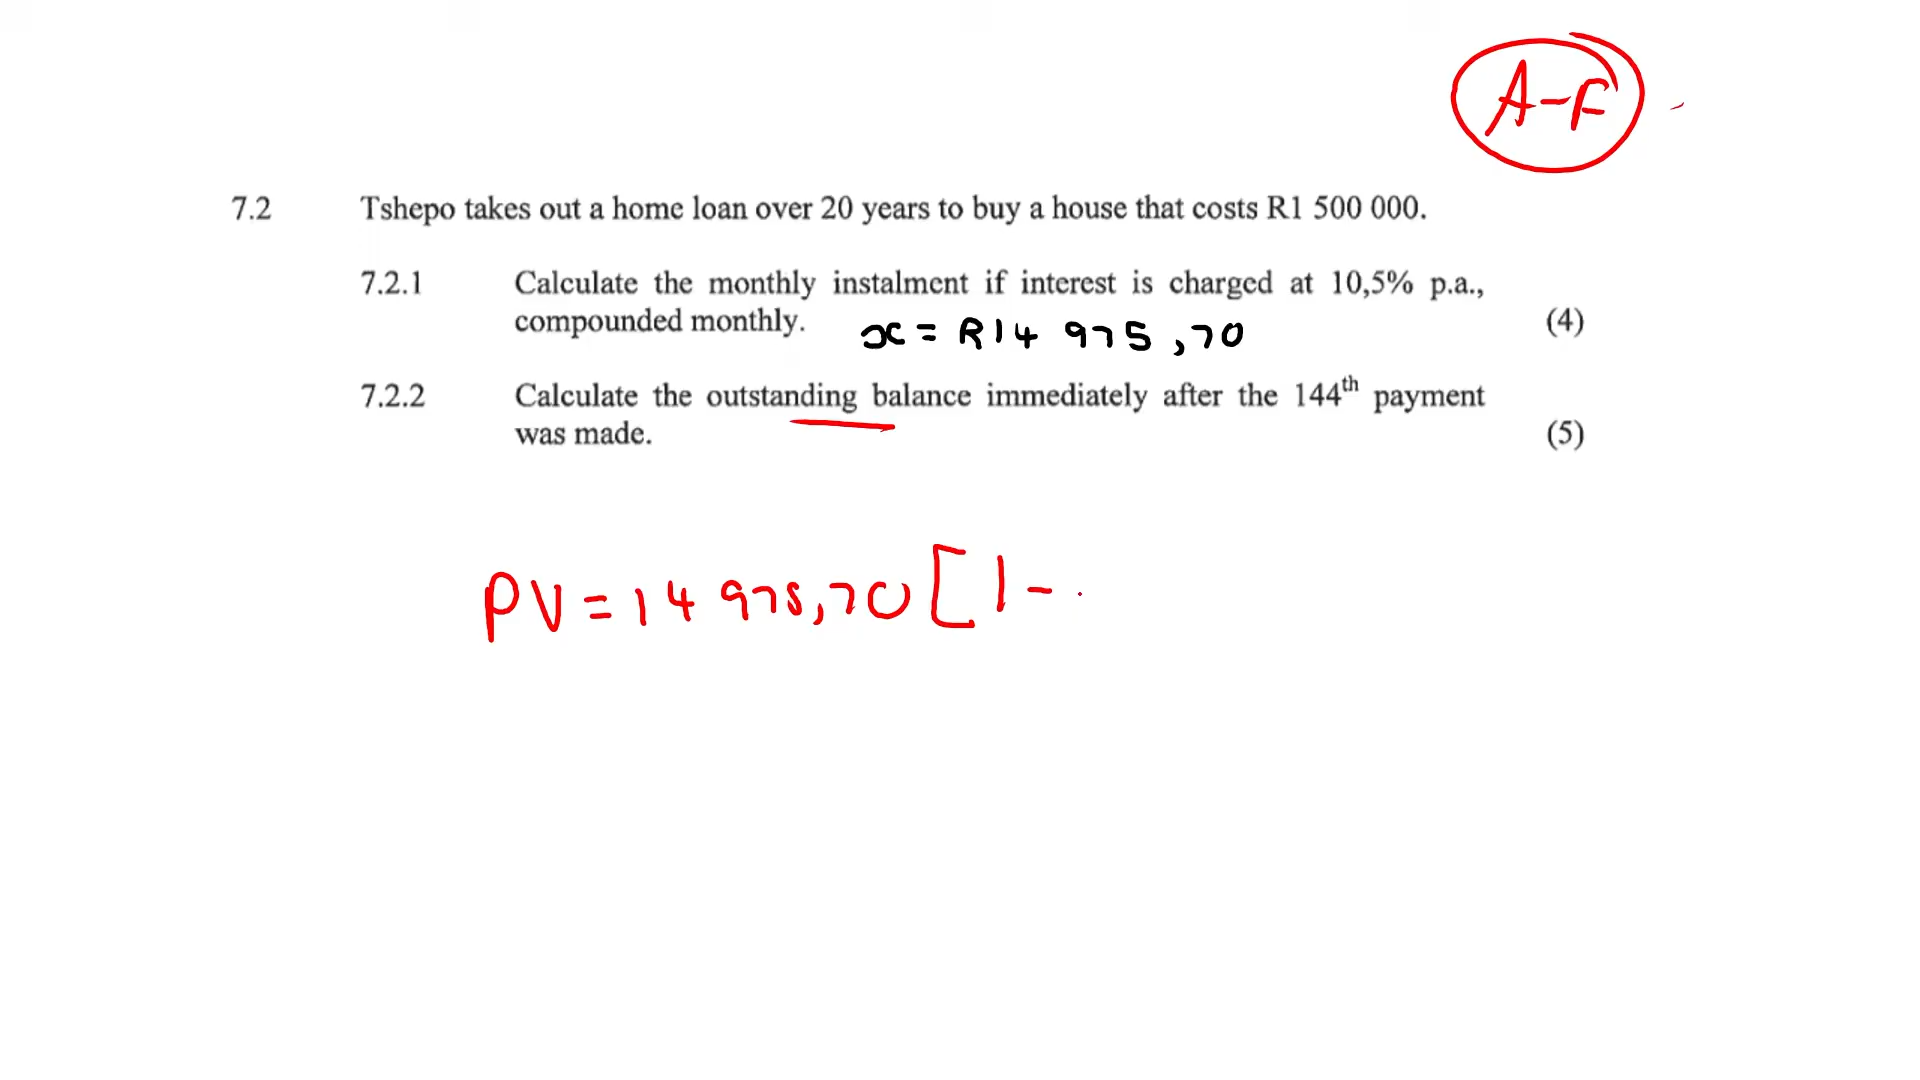 A-F
7.2 Tshepo takes out a home loan over 20 years to buy a house that costs R1 500 000.
7.2.1 Calculate the monthly instalment if interest is charged at 10,5% p.a.,
compounded monthly. x = R14 975,70 (4)
7.2.2 Calculate the outstanding balance immediately after the 144th payment
was made. (5)
PV = 14 975,70 [ 1 -